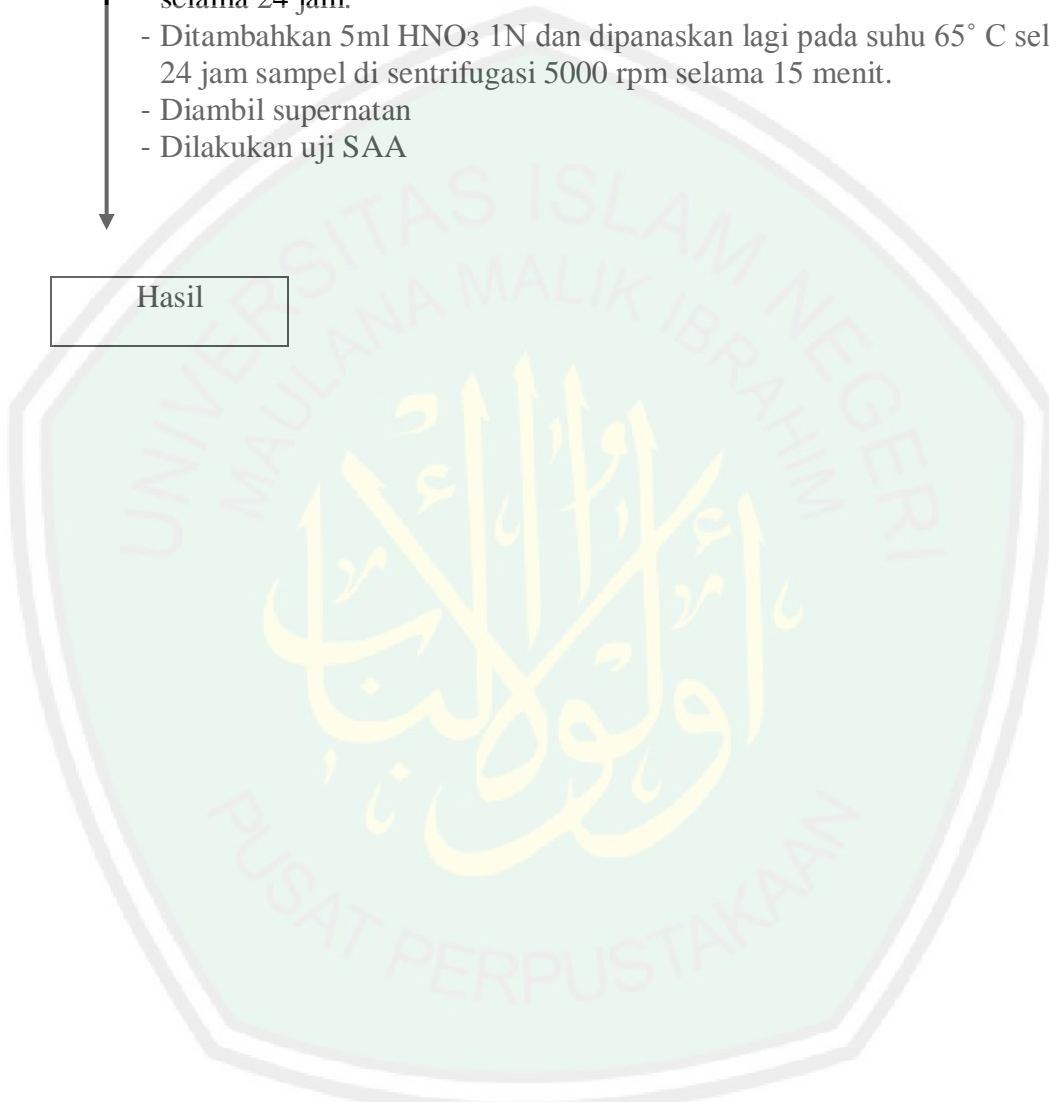 selama 24 jam.
- Ditambahkan 5ml HNO₃ 1N dan dipanaskan lagi pada suhu 65˚ C sel
24 jam sampel di sentrifugasi 5000 rpm selama 15 menit.
- Diambil supernatan
- Dilakukan uji SAA
Hasil
UNIVERSITAS ISLAM NEGERI
MAULANA MALIK IBRAHIM
أولوا الألباب
PUSAT PERPUSTAKAAN